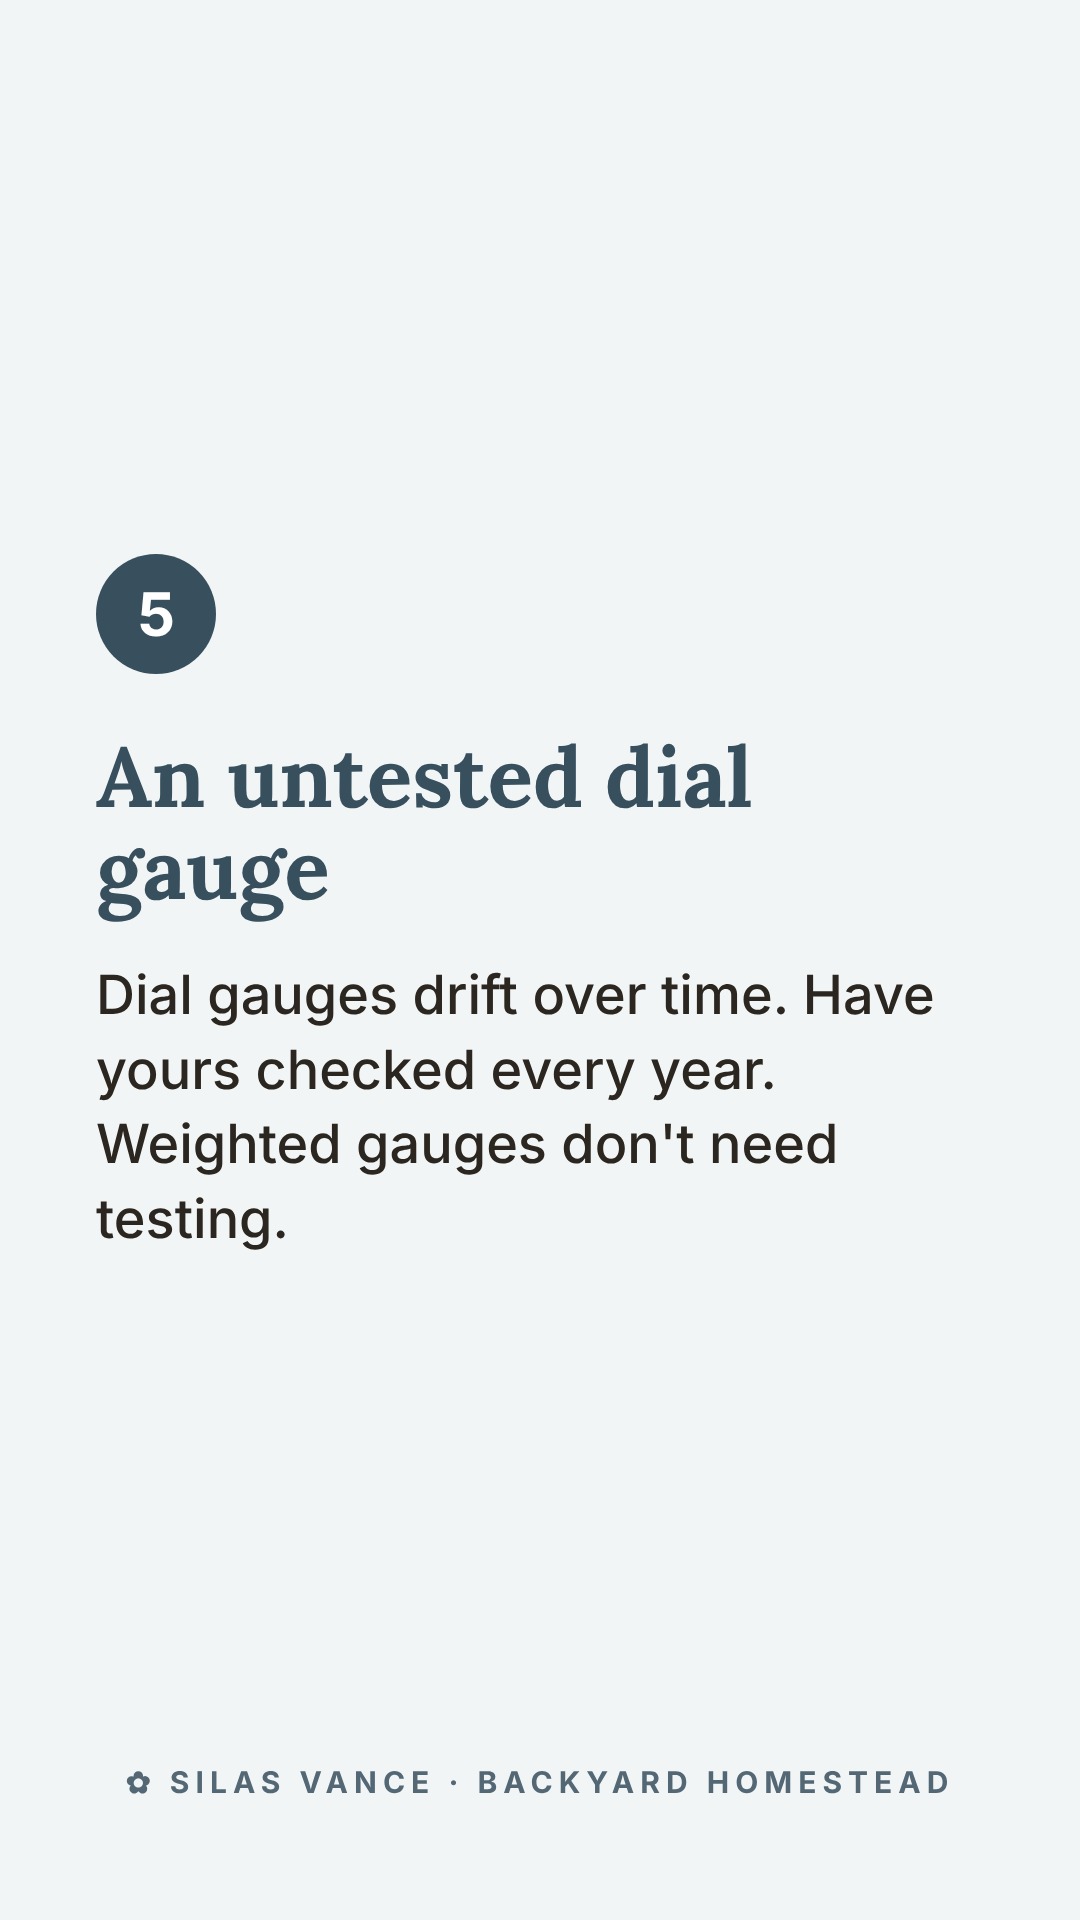 5
An untested dial
gauge
Dial gauges drift over time. Have
yours checked every year.
Weighted gauges don't need
testing.
✿ SILAS VANCE · BACKYARD HOMESTEAD